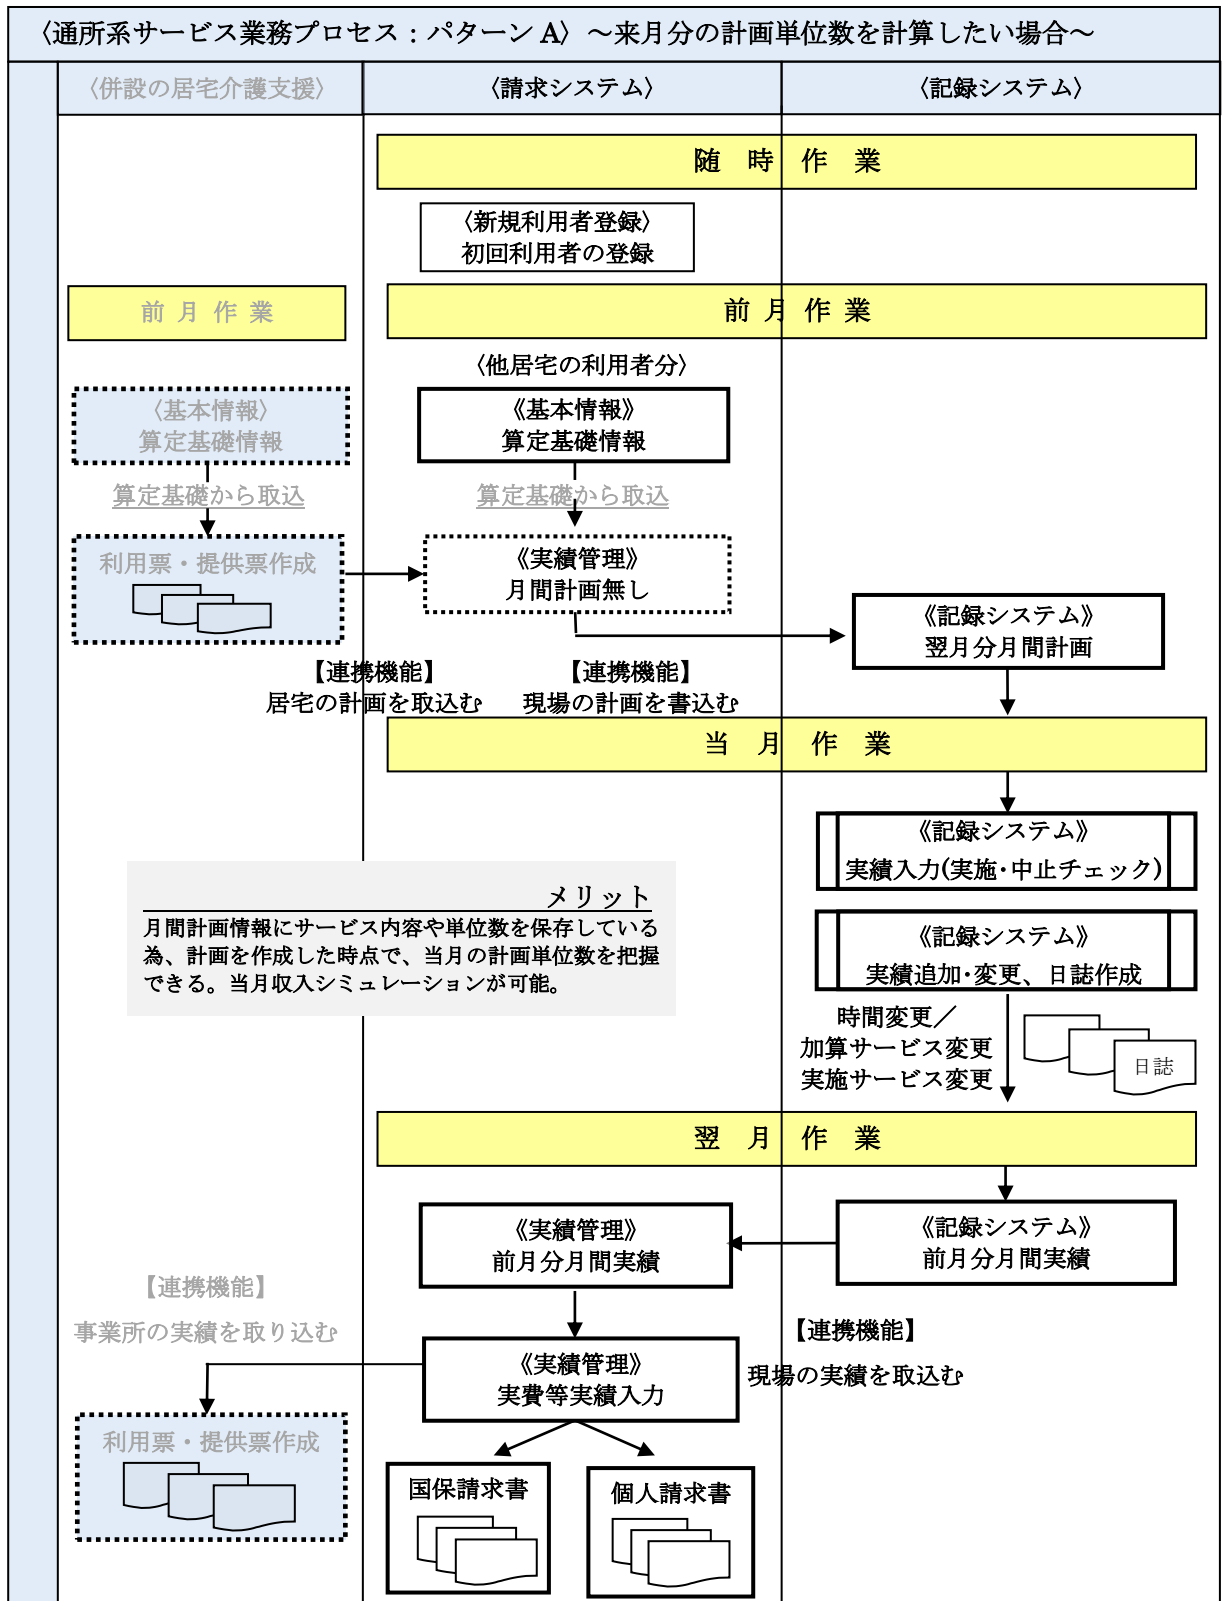 〈通所系サービス業務プロセス：パターンA〉～来月分の計画単位数を計算したい場合～
〈併設の居宅介護支援〉
〈請求システム〉
〈記録システム〉
随　時　作　業
〈新規利用者登録〉
初回利用者の登録
前 月 作 業
前 月 作 業
〈他居宅の利用者分〉
〈基本情報〉
算定基礎情報
《基本情報》
算定基礎情報
算定基礎から取込
算定基礎から取込
利用票・提供票作成
《実績管理》
月間計画無し
《記録システム》
翌月分月間計画
【連携機能】
居宅の計画を取込む
【連携機能】
現場の計画を書込む
当　月　作　業
《記録システム》
実績入力(実施･中止チェック)
メリット
月間計画情報にサービス内容や単位数を保存している
為、計画を作成した時点で、当月の計画単位数を把握
できる。当月収入シミュレーションが可能。
《記録システム》
実績追加･変更、日誌作成
時間変更／
加算サービス変更
実施サービス変更
日誌
翌　月　作　業
《実績管理》
前月分月間実績
《記録システム》
前月分月間実績
【連携機能】
事業所の実績を取り込む
【連携機能】
現場の実績を取込む
《実績管理》
実費等実績入力
利用票・提供票作成
国保請求書
個人請求書